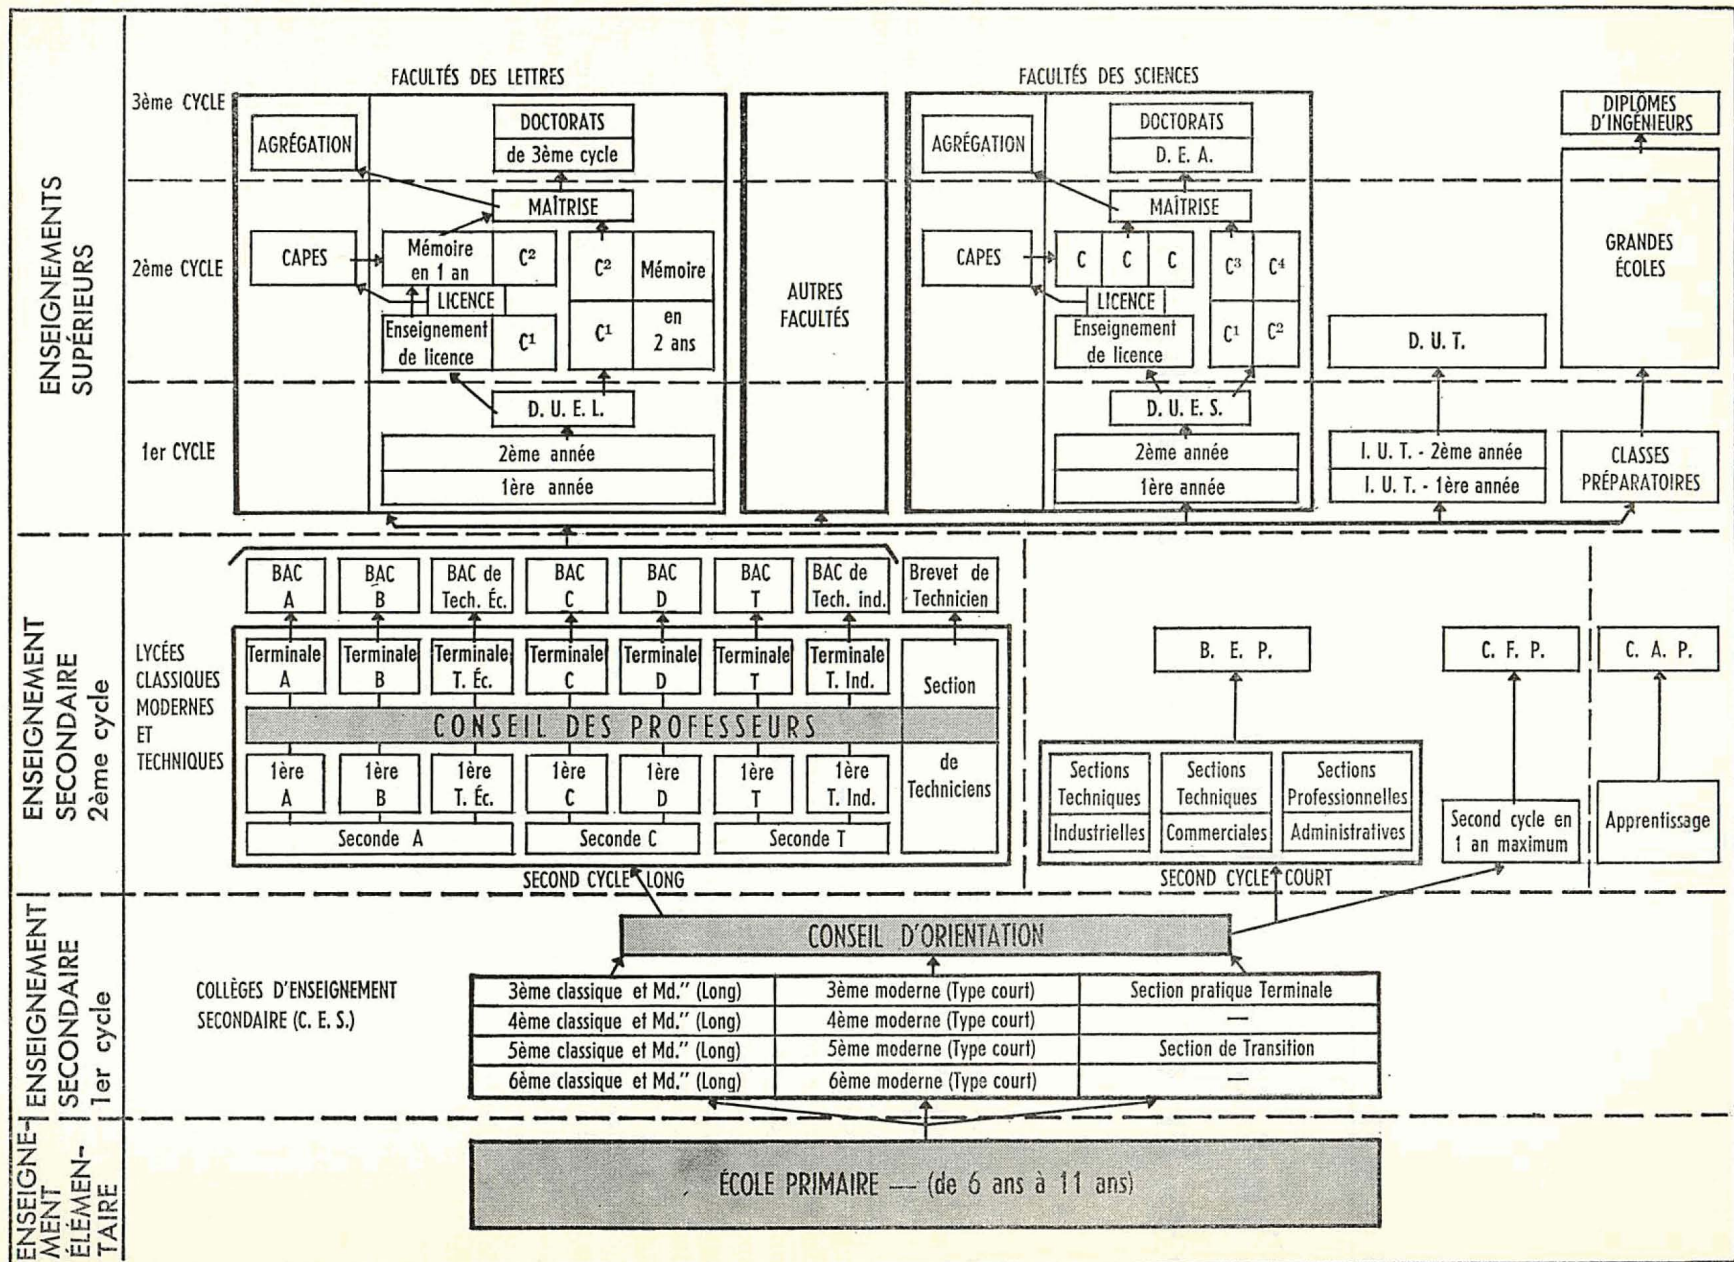 ENSEIGNEMENTS
SUPÉRIEURS
3ème CYCLE
2ème CYCLE
1er CYCLE
FACULTÉS DES LETTRES
AGRÉGATION
DOCTORATS
de 3ème cycle
MAÎTRISE
CAPES
Mémoire
en 1 an
C²
C²
Mémoire
LICENCE
Enseignement
de licence
C¹
C¹
en
2 ans
D. U. E. L.
2ème année
1ère année
AUTRES
FACULTÉS
FACULTÉS DES SCIENCES
AGRÉGATION
DOCTORATS
D. E. A.
MAÎTRISE
CAPES
C C C
C³ C⁴
LICENCE
Enseignement
de licence
C¹ C²
D. U. E. S.
2ème année
1ère année
D. U. T.
I. U. T. - 2ème année
I. U. T. - 1ère année
DIPLÔMES
D'INGÉNIEURS
GRANDES
ÉCOLES
CLASSES
PRÉPARATOIRES
ENSEIGNEMENT
SECONDAIRE
2ème cycle
LYCÉES
CLASSIQUES
MODERNES
ET
TECHNIQUES
BAC
A
BAC
B
BAC de
Tech. Éc.
BAC
C
BAC
D
BAC
T
BAC de
Tech. ind.
Brevet de
Technicien
Terminale
A
Terminale
B
Terminale
T. Éc.
Terminale
C
Terminale
D
Terminale
T
Terminale
T. Ind.
Section
CONSEIL DES PROFESSEURS
1ère
A
1ère
B
1ère
T. Éc.
1ère
C
1ère
D
1ère
T
1ère
T. Ind.
de
Techniciens
Seconde A
Seconde C
Seconde T
SECOND CYCLE LONG
B. E. P.
Sections
Techniques
Industrielles
Sections
Techniques
Commerciales
Sections
Professionnelles
Administratives
SECOND CYCLE COURT
C. F. P.
Second cycle en
1 an maximum
C. A. P.
Apprentissage
ENSEIGNEMENT
SECONDAIRE
1er cycle
CONSEIL D'ORIENTATION
COLLÈGES D'ENSEIGNEMENT
SECONDAIRE (C. E. S.)
3ème classique et Md.'' (Long) 3ème moderne (Type court) Section pratique Terminale
4ème classique et Md.'' (Long) 4ème moderne (Type court) —
5ème classique et Md.'' (Long) 5ème moderne (Type court) Section de Transition
6ème classique et Md.'' (Long) 6ème moderne (Type court) —
ENSEIGNE-
MENT
ÉLÉMEN-
TAIRE
ÉCOLE PRIMAIRE — (de 6 ans à 11 ans)